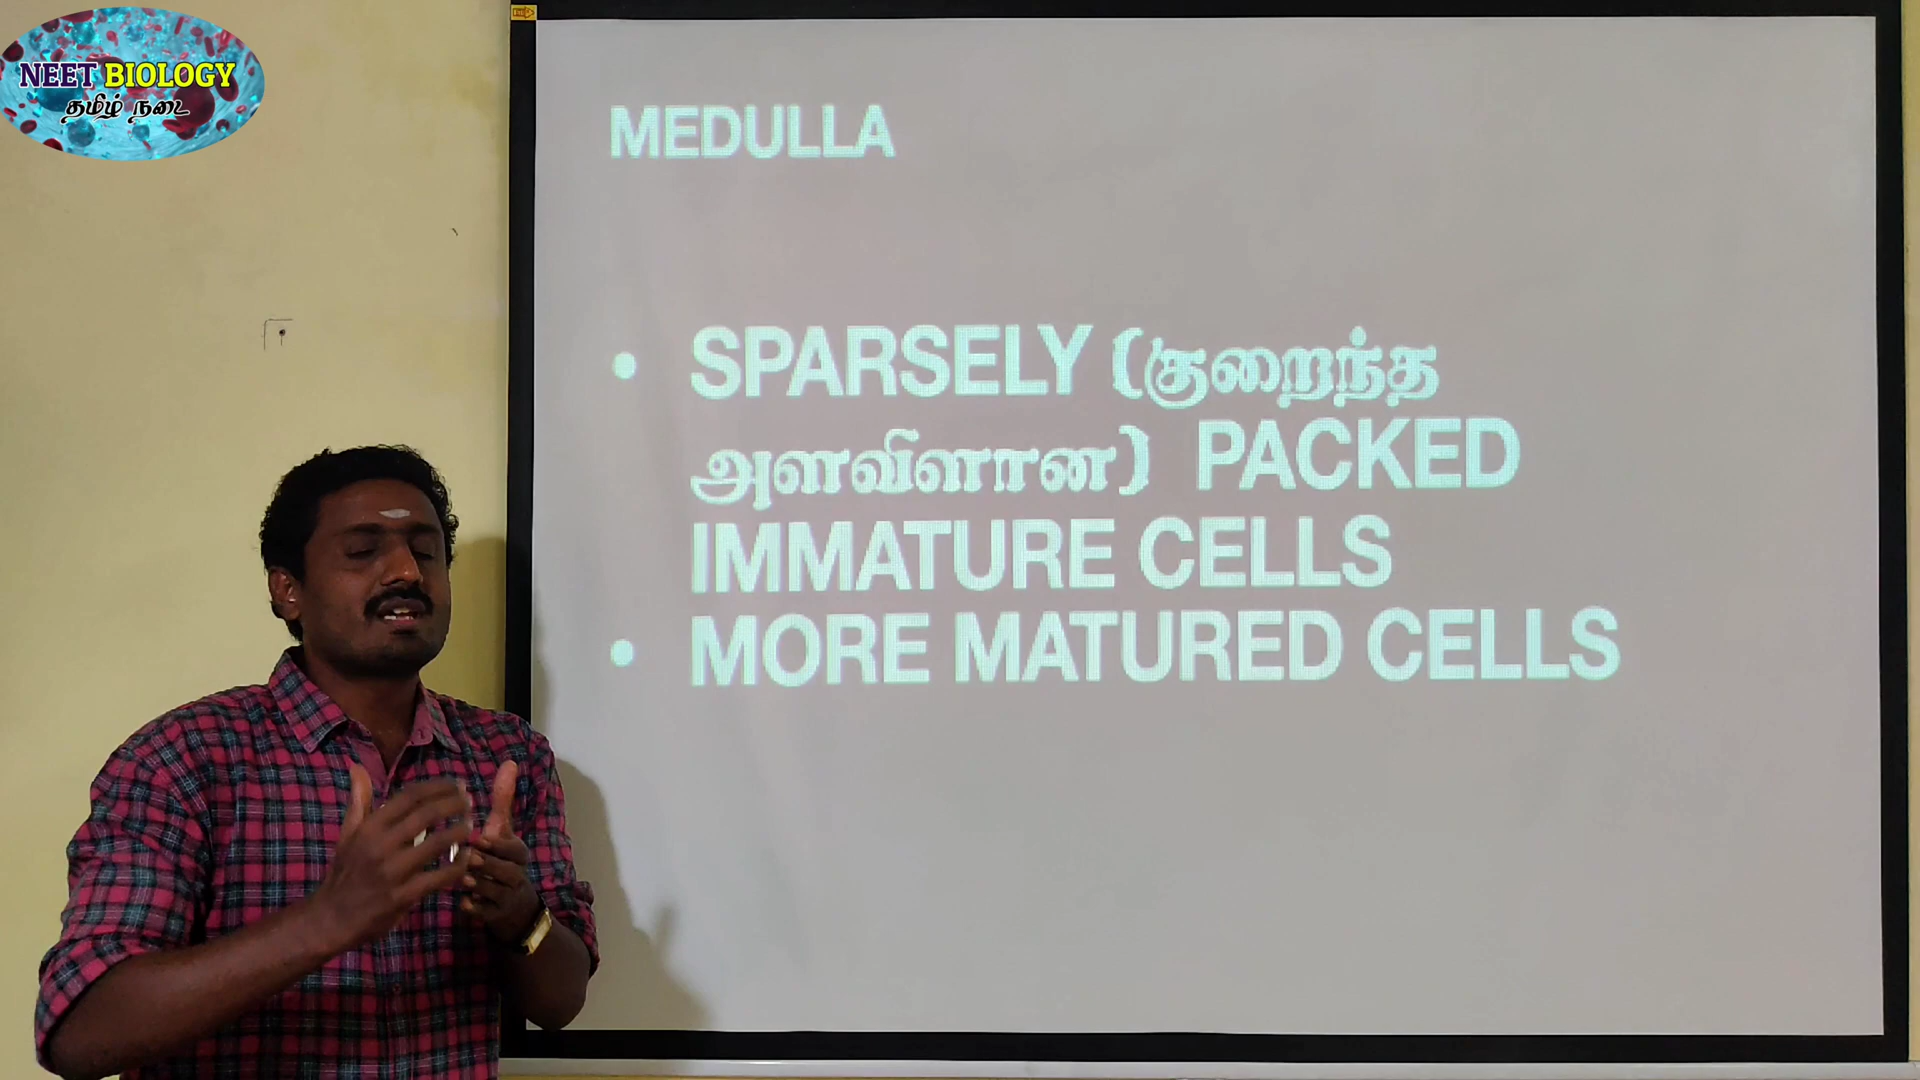 NEET BIOLOGY
தமிழ் நடை
MEDULLA
• SPARSELY (குறைந்த
அளவிளான) PACKED
IMMATURE CELLS
• MORE MATURED CELLS